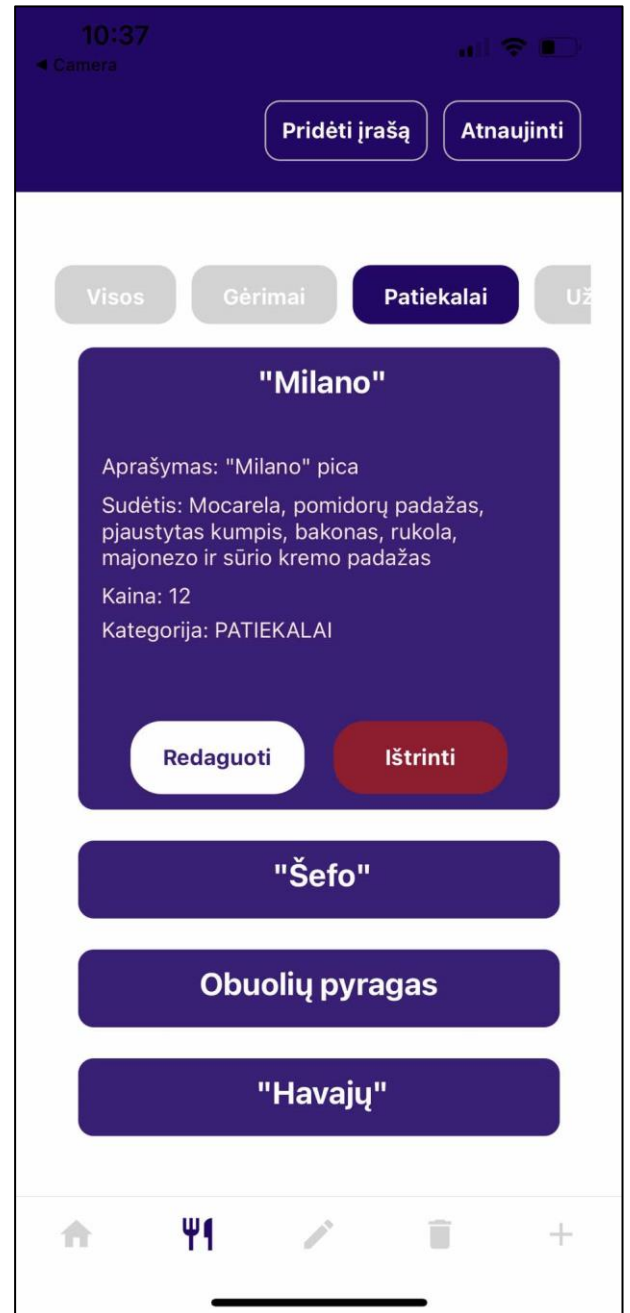 10:37
◀ Camera
Pridėti įrašą
Atnaujinti
Visos
Gėrimai
Patiekalai
Už
"Milano"
Aprašymas: "Milano" pica
Sudėtis: Mocarela, pomidorų padažas,
pjaustytas kumpis, bakonas, rukola,
majonezo ir sūrio kremo padažas
Kaina: 12
Kategorija: PATIEKALAI
Redaguoti
Ištrinti
"Šefo"
Obuolių pyragas
"Havajų"